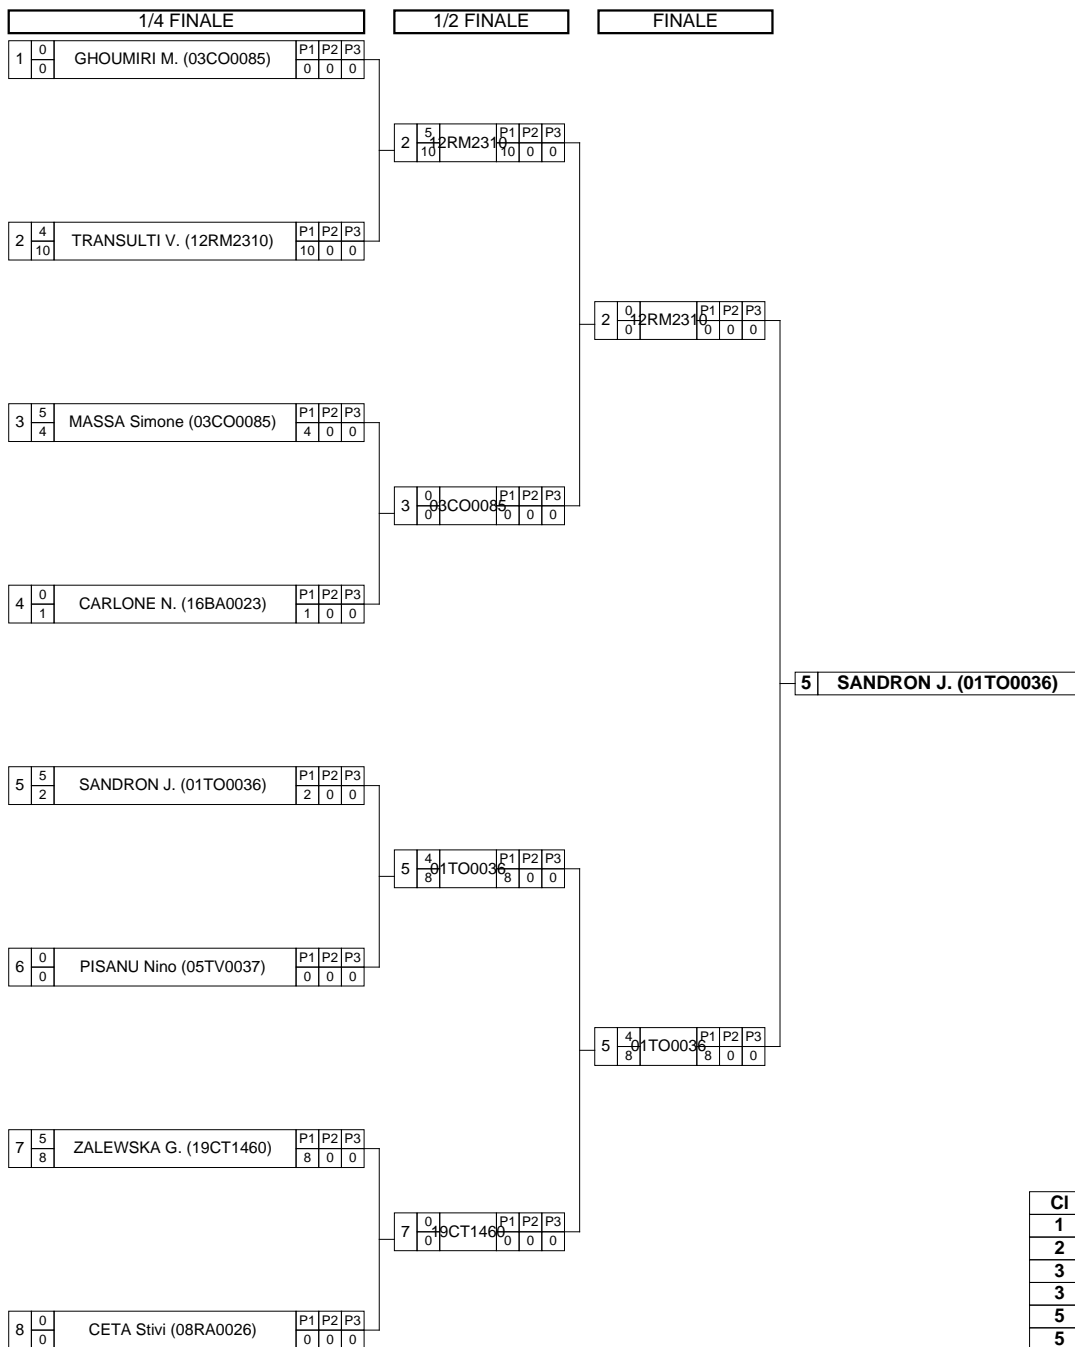 1/4 FINALE 1/2 FINALE FINALE
1 0 0 GHOUMIRI M. (03CO0085) P1 P2 P3 0 0 0
2 5 10 12RM2310 P1 P2 P3 10 0 0
2 4 10 TRANSULTI V. (12RM2310) P1 P2 P3 10 0 0
2 0 0 12RM2310 P1 P2 P3 0 0 0
3 5 4 MASSA Simone (03CO0085) P1 P2 P3 4 0 0
3 0 0 03CO0085 P1 P2 P3 0 0 0
4 0 1 CARLONE N. (16BA0023) P1 P2 P3 1 0 0
5 SANDRON J. (01TO0036)
5 5 2 SANDRON J. (01TO0036) P1 P2 P3 2 0 0
5 4 8 01TO0036 P1 P2 P3 8 0 0
6 0 0 PISANU Nino (05TV0037) P1 P2 P3 0 0 0
5 4 8 01TO0036 P1 P2 P3 8 0 0
7 5 8 ZALEWSKA G. (19CT1460) P1 P2 P3 8 0 0
7 0 0 19CT1460 P1 P2 P3 0 0 0
8 0 0 CETA Stivi (08RA0026) P1 P2 P3 0 0 0
Cl
1
2
3
3
5
5